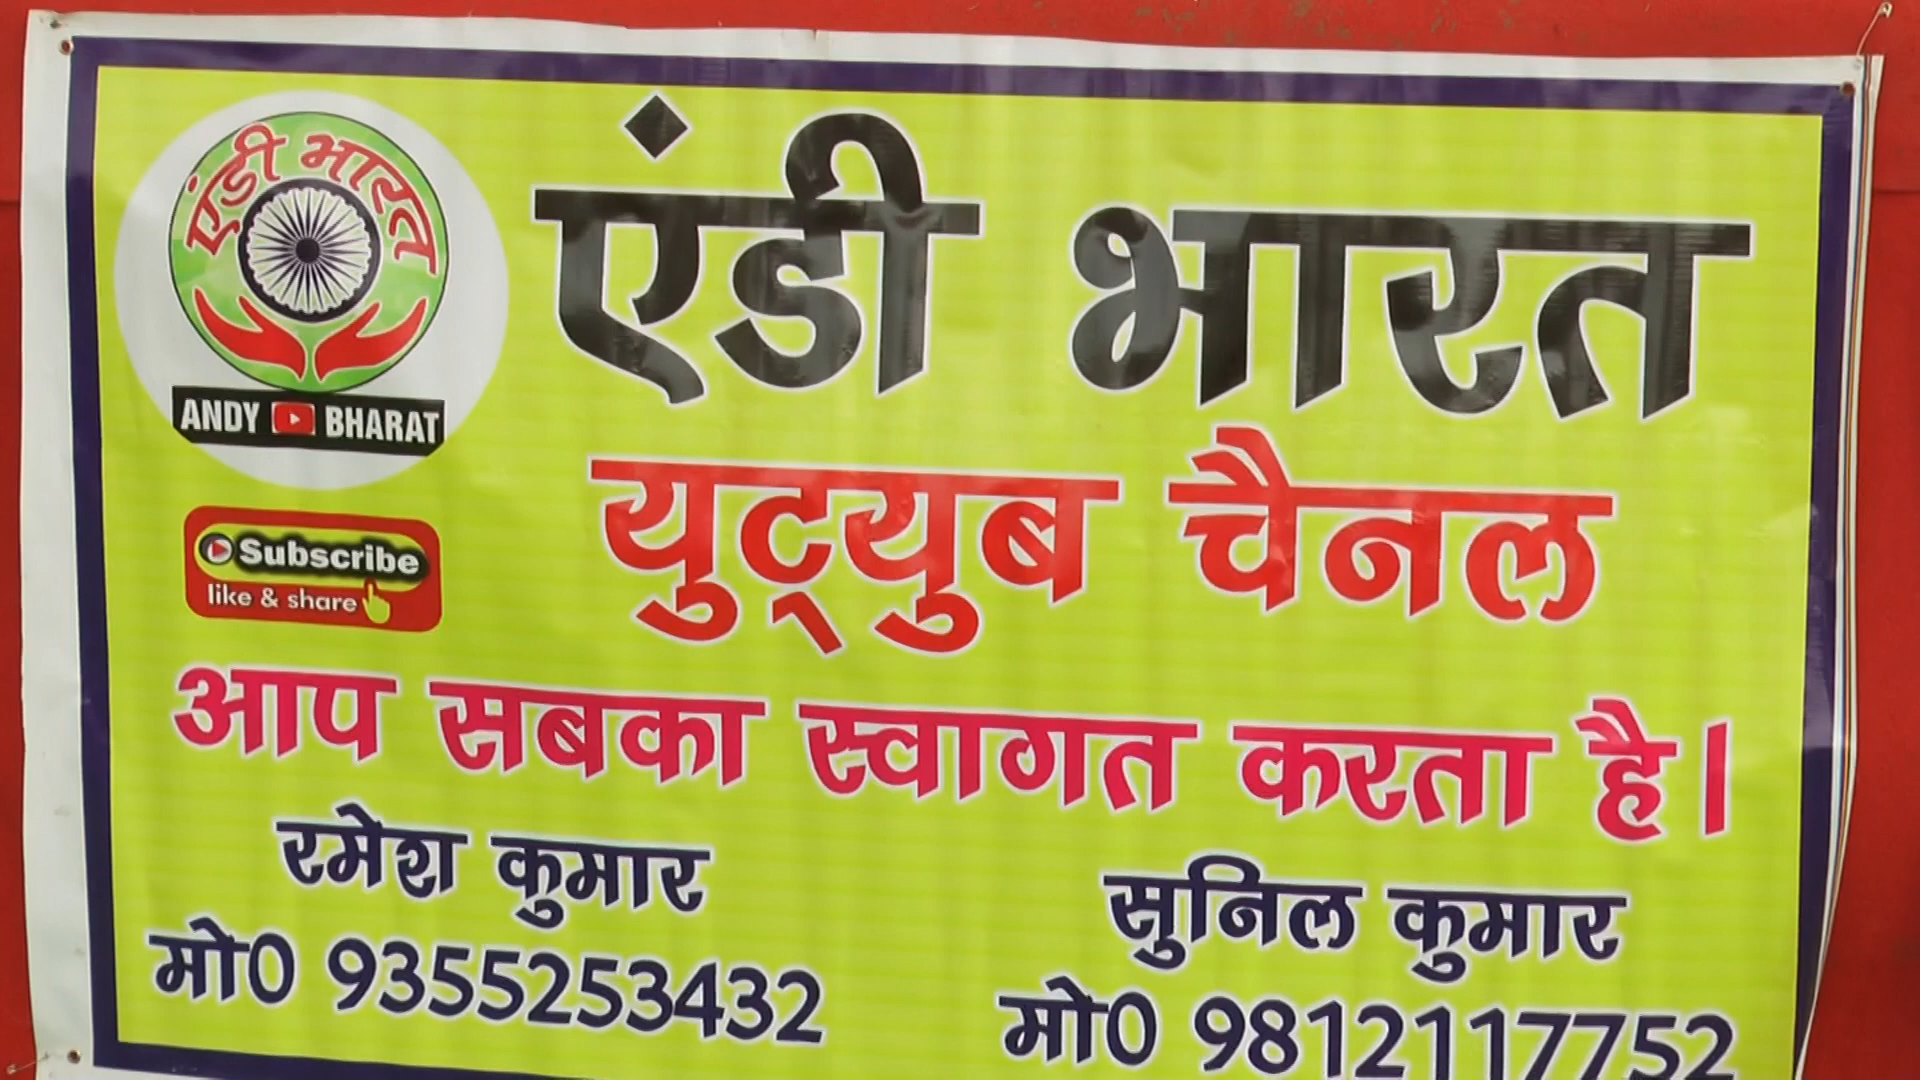 एंडी भारत
ANDY BHARAT
Subscribe
like & share
एंडी भारत
युट्युब चैनल
आप सबका स्वागत करता है।
रमेश कुमार
मो0 9355253432
सुनिल कुमार
मो0 9812117752